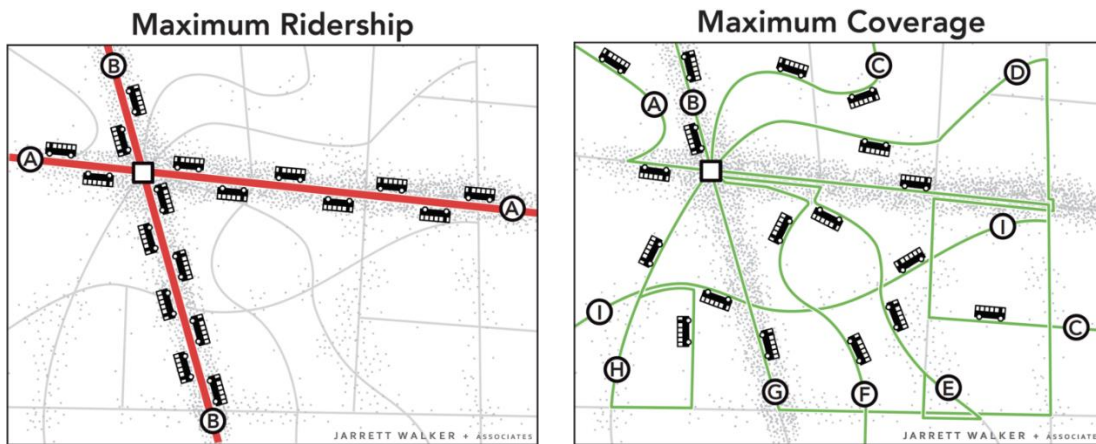 Maximum Ridership
B
A
A
B
JARRETT WALKER + ASSOCIATES
Maximum Coverage
C
D
A
B
I
I
C
H
G
F
E
JARRETT WALKER + ASSOCIATES